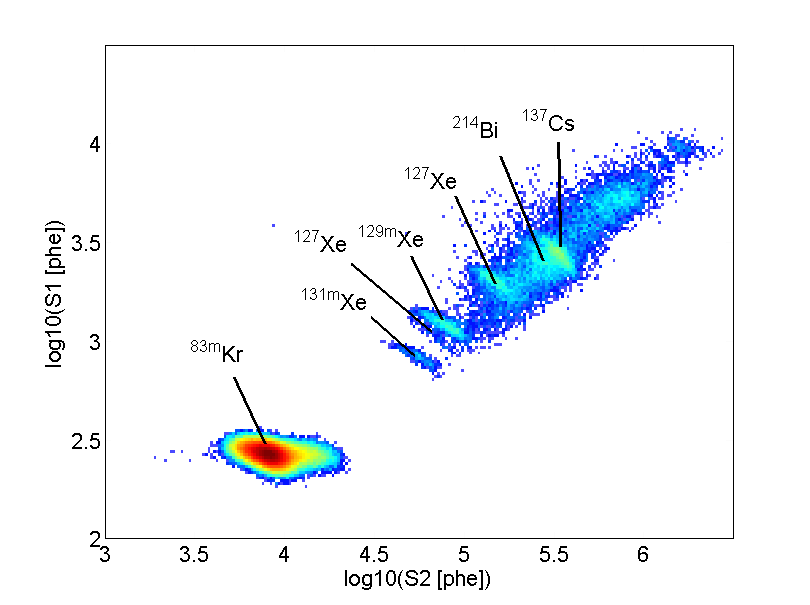 4
3.5
3
2.5
2
log10(S1 [phe])
²¹⁴Bi
¹³⁷Cs
¹²⁷Xe
¹²⁷Xe
¹²⁹ᵐXe
¹³¹ᵐXe
⁸³ᵐKr
3 3.5 4 4.5 5 5.5 6
log10(S2 [phe])